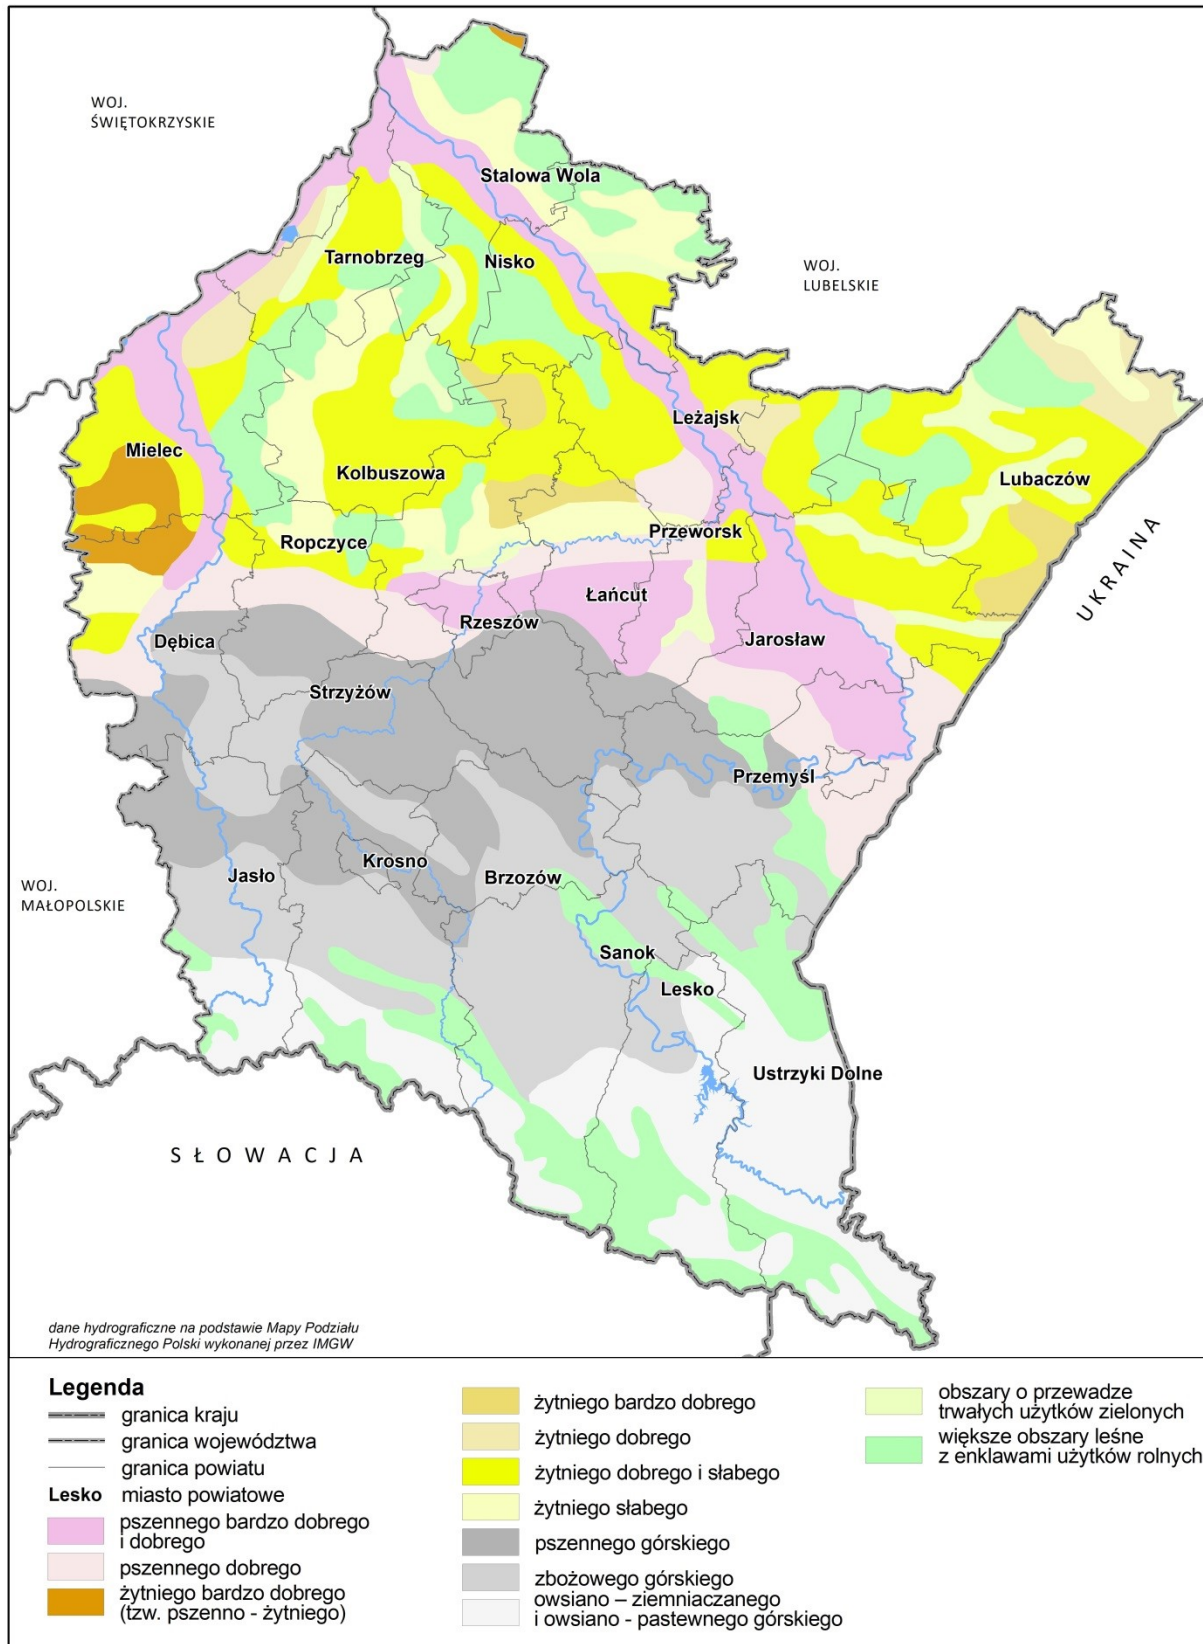 WOJ.
ŚWIĘTOKRZYSKIE
Stalowa Wola
Tarnobrzeg
Nisko
WOJ.
LUBELSKIE
Leżajsk
Mielec
Kolbuszowa
Lubaczów
Ropczyce
Przeworsk
UKRAINA
Łańcut
Rzeszów
Dębica
Jarosław
Strzyżów
Przemyśl
Krosno
Jasło
Brzozów
WOJ.
MAŁOPOLSKIE
Sanok
Lesko
Ustrzyki Dolne
SŁOWACJA
dane hydrograficzne na podstawie Mapy Podziału
Hydrograficznego Polski wykonanej przez IMGW
Legenda
granica kraju
granica województwa
granica powiatu
Lesko miasto powiatowe
pszennego bardzo dobrego
i dobrego
pszennego dobrego
żytniego bardzo dobrego
(tzw. pszenno - żytniego)
żytniego bardzo dobrego
żytniego dobrego
żytniego dobrego i słabego
żytniego słabego
pszennego górskiego
zbożowego górskiego
owsiano – ziemniaczanego
i owsiano - pastewnego górskiego
obszary o przewadze
trwałych użytków zielonych
większe obszary leśne
z enklawami użytków rolnych